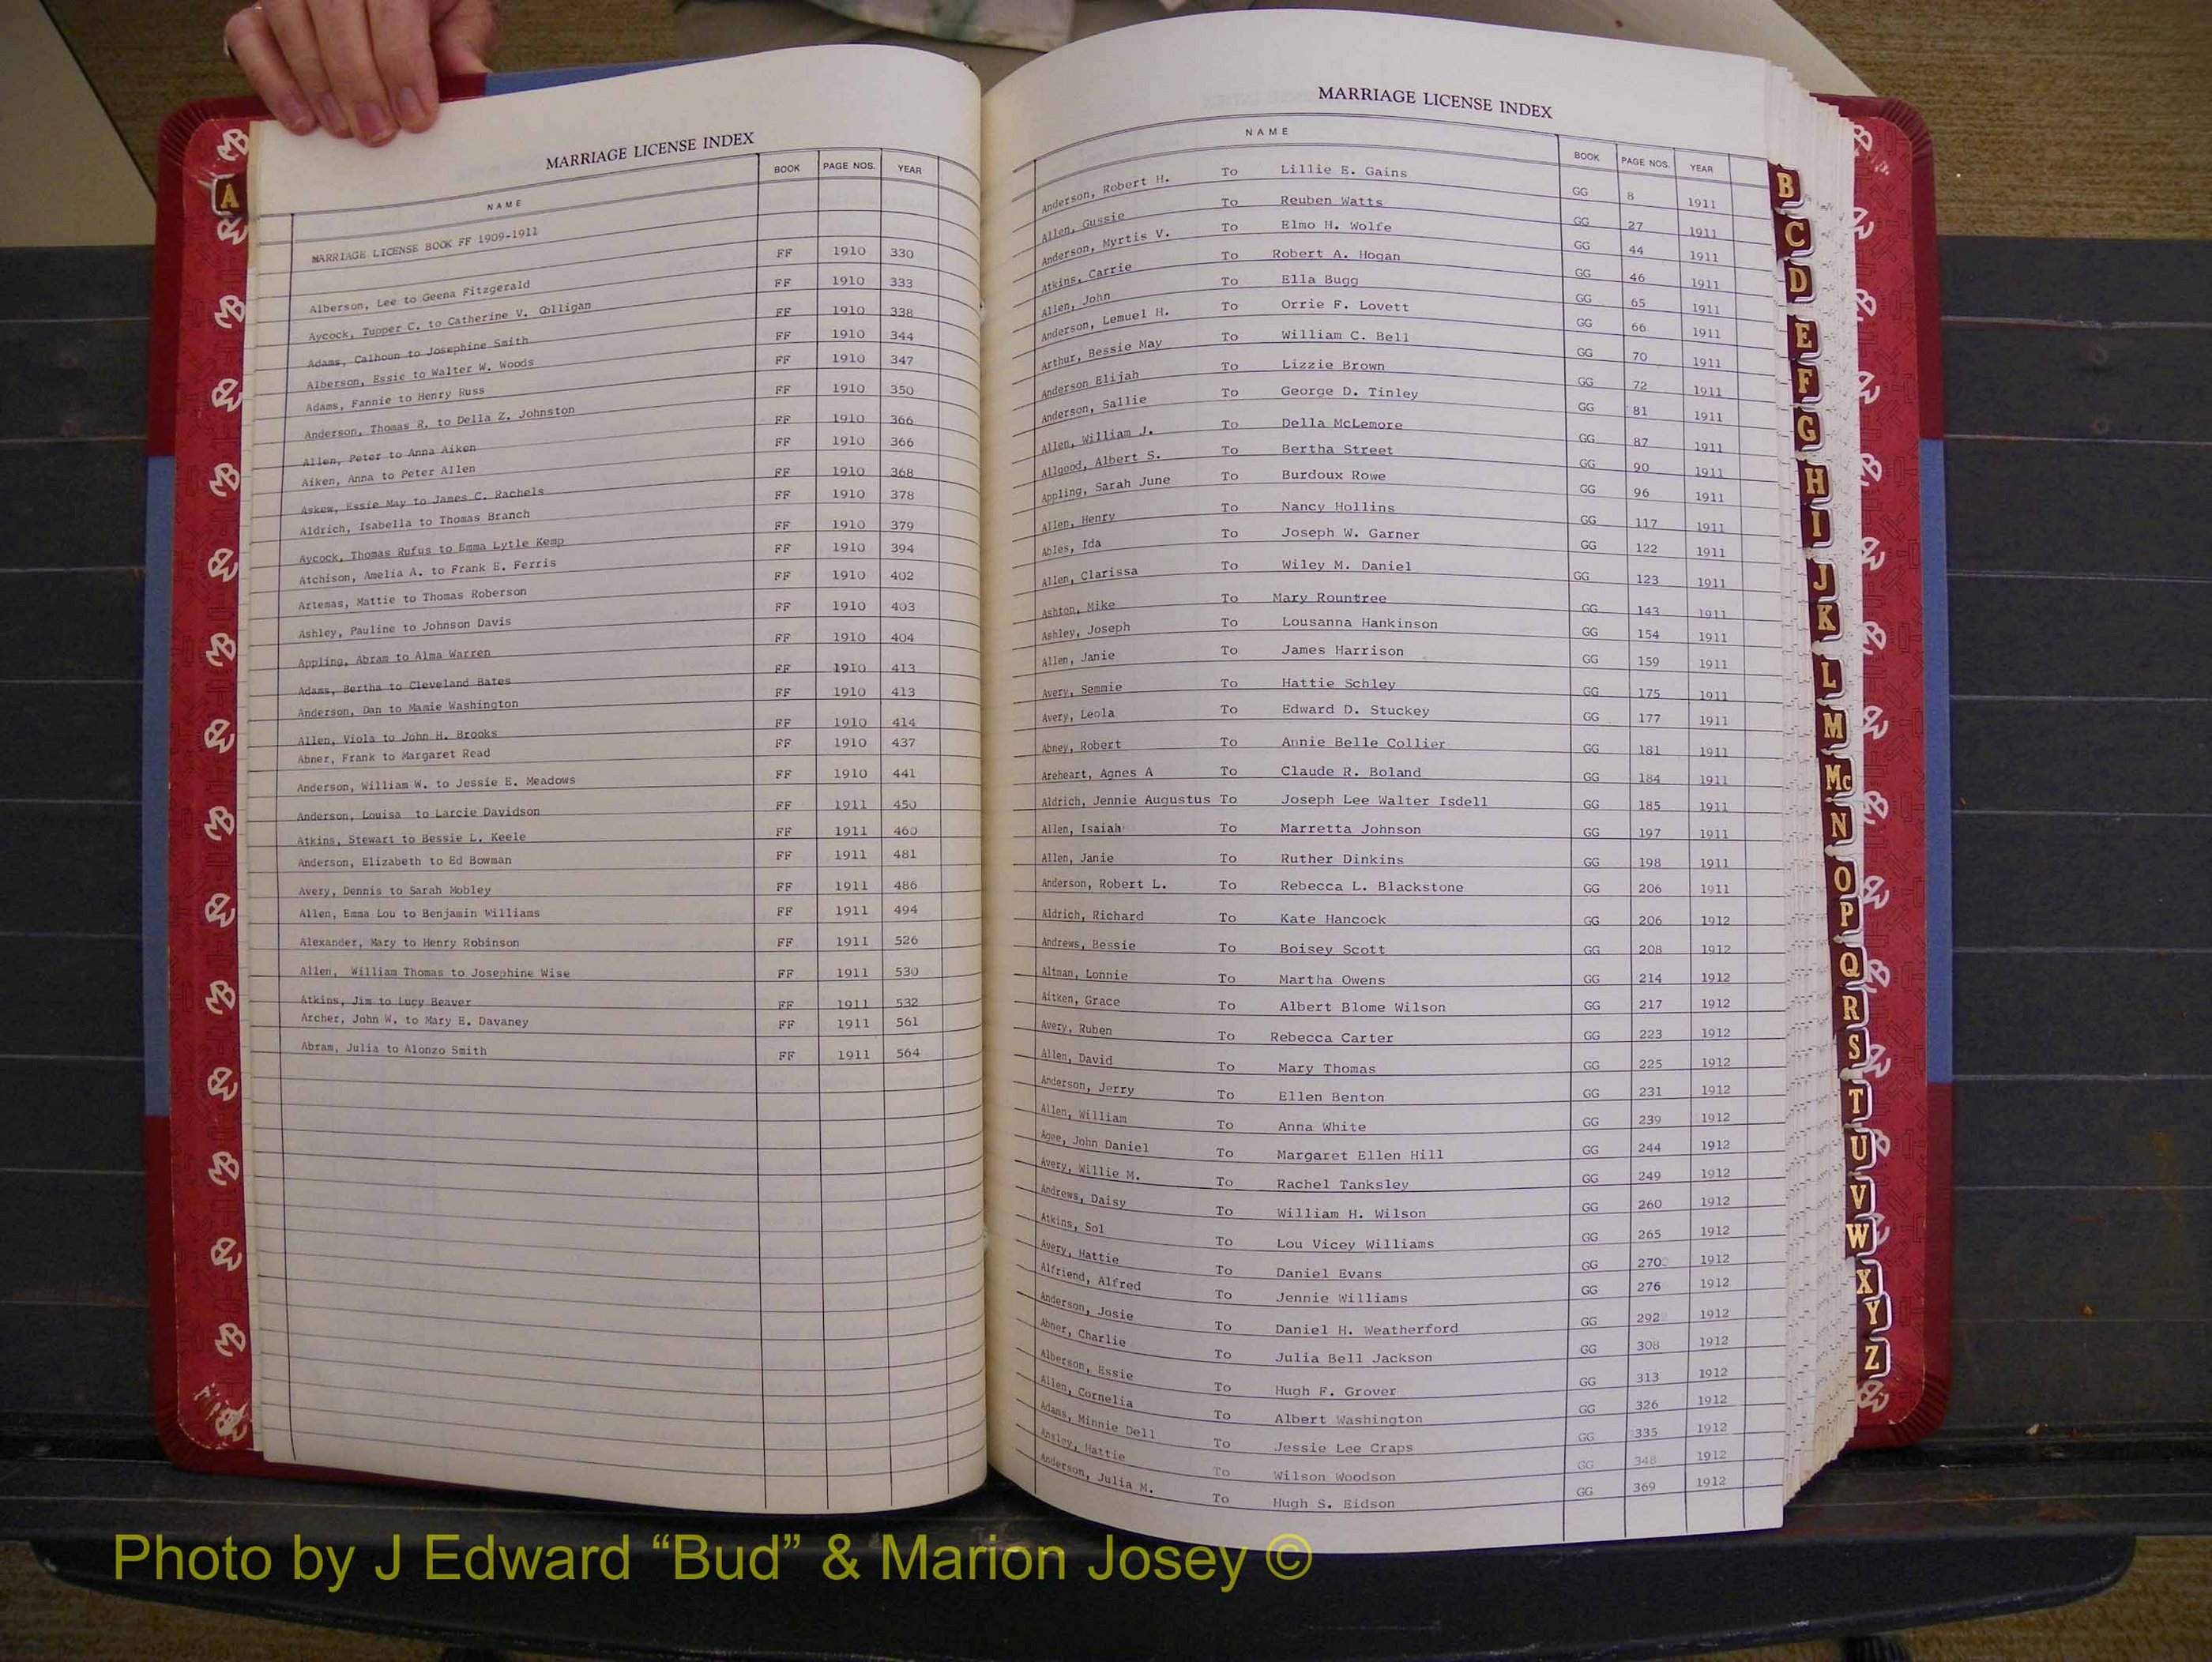 MARRIAGE LICENSE INDEX
NAME BOOK PAGE NOS. YEAR
MARRIAGE LICENSE BOOK FF 1909-1911
Alberson, Lee to Geena Fitzgerald FF 1910 330
Aycock, Tupper C. to Catherine V. Colligan FF 1910 333
Adams, Calhoun to Josephine Smith FF 1910 338
Alberson, Essie to Walter W. Woods FF 1910 344
Adams, Fannie to Henry Russ FF 1910 347
Anderson, Thomas R. to Della Z. Johnston FF 1910 350
Allen, Peter to Anna Aiken FF 1910 366
Aiken, Anna to Peter Allen FF 1910 366
Askew, Essie May to James C. Rachels FF 1910 368
Aldrich, Isabella to Thomas Branch FF 1910 378
Aycock, Thomas Rufus to Emma Lytle Kemp FF 1910 379
Atchison, Amelia A. to Frank E. Ferris FF 1910 394
Artemas, Mattie to Thomas Roberson FF 1910 402
Ashley, Pauline to Johnson Davis FF 1910 403
Appling, Abram to Alma Warren FF 1910 404
Adams, Bertha to Cleveland Bates FF 1910 413
Anderson, Dan to Mamie Washington FF 1910 413
Allen, Viola to John H. Brooks FF 1910 414
Abner, Frank to Margaret Read FF 1910 437
Anderson, William W. to Jessie E. Meadows FF 1910 441
Anderson, Louisa to Larcie Davidson FF 1911 450
Atkins, Stewart to Bessie L. Keele FF 1911 460
Anderson, Elizabeth to Ed Bowman FF 1911 481
Avery, Dennis to Sarah Mobley FF 1911 486
Allen, Emma Lou to Benjamin Williams FF 1911 494
Alexander, Mary to Henry Robinson FF 1911 526
Allen, William Thomas to Josephine Wise FF 1911 530
Atkins, Jim to Lucy Beaver FF 1911 532
Archer, John W. to Mary E. Davaney FF 1911 561
Abram, Julia to Alonzo Smith FF 1911 564
MARRIAGE LICENSE INDEX
NAME BOOK PAGE NOS. YEAR
Anderson, Robert H. To Lillie E. Gains GG 8 1911
Allen, Gussie To Reuben Watts GG 27 1911
Anderson, Myrtis V. To Elmo H. Wolfe GG 44 1911
Atkins, Carrie To Robert A. Hogan GG 46 1911
Allen, John To Ella Bugg GG 65 1911
Anderson, Lemuel H. To Orrie F. Lovett GG 66 1911
Arthur, Bessie May To William C. Bell GG 70 1911
Anderson Elijah To Lizzie Brown GG 72 1911
Anderson, Sallie To George D. Tinley GG 81 1911
Allen, William J. To Della McLemore GG 87 1911
Allgood, Albert S. To Bertha Street GG 90 1911
Appling, Sarah June To Burdoux Rowe GG 96 1911
Allen, Henry To Nancy Hollins GG 117 1911
Ables, Ida To Joseph W. Garner GG 122 1911
Allen, Clarissa To Wiley M. Daniel GG 123 1911
Ashton, Mike To Mary Rountree GG 143 1911
Ashley, Joseph To Lousanna Hankinson GG 154 1911
Allen, Janie To James Harrison GG 159 1911
Avery, Semmie To Hattie Schley GG 175 1911
Avery, Leola To Edward D. Stuckey GG 177 1911
Abney, Robert To Annie Belle Collier GG 181 1911
Areheart, Agnes A To Claude R. Boland GG 184 1911
Aldrich, Jennie Augustus To Joseph Lee Walter Isdell GG 185 1911
Allen, Isaiah To Marretta Johnson GG 197 1911
Allen, Janie To Ruther Dinkins GG 198 1911
Anderson, Robert L. To Rebecca L. Blackstone GG 206 1911
Aldrich, Richard To Kate Hancock GG 206 1912
Andrews, Bessie To Boisey Scott GG 208 1912
Altman, Lonnie To Martha Owens GG 214 1912
Aitken, Grace To Albert Blome Wilson GG 217 1912
Avery, Ruben To Rebecca Carter GG 223 1912
Allen, David To Mary Thomas GG 225 1912
Anderson, Jerry To Ellen Benton GG 231 1912
Allen, William To Anna White GG 239 1912
Agee, John Daniel To Margaret Ellen Hill GG 244 1912
Avery, Willie M. To Rachel Tanksley GG 249 1912
Andrews, Daisy To William H. Wilson GG 260 1912
Atkins, Sol To Lou Vicey Williams GG 265 1912
Avery, Hattie To Daniel Evans GG 270 1912
Alfriend, Alfred To Jennie Williams GG 276 1912
Anderson, Josie To Daniel H. Weatherford GG 292 1912
Abner, Charlie To Julia Bell Jackson GG 308 1912
Alberson, Essie To Hugh F. Grover GG 313 1912
Allen, Cornelia To Albert Washington GG 326 1912
Adams, Minnie Dell To Jessie Lee Craps GG 335 1912
Ansley, Hattie To Wilson Woodson GG 348 1912
Anderson, Julia M. To Hugh S. Eidson GG 369 1912
A
B
C
D
E
F
G
H
I
J
K
L
M
Mc
N
O
P
Q
R
S
T
U
V
W
X
Y
Z
Photo by J Edward “Bud” & Marion Josey ©